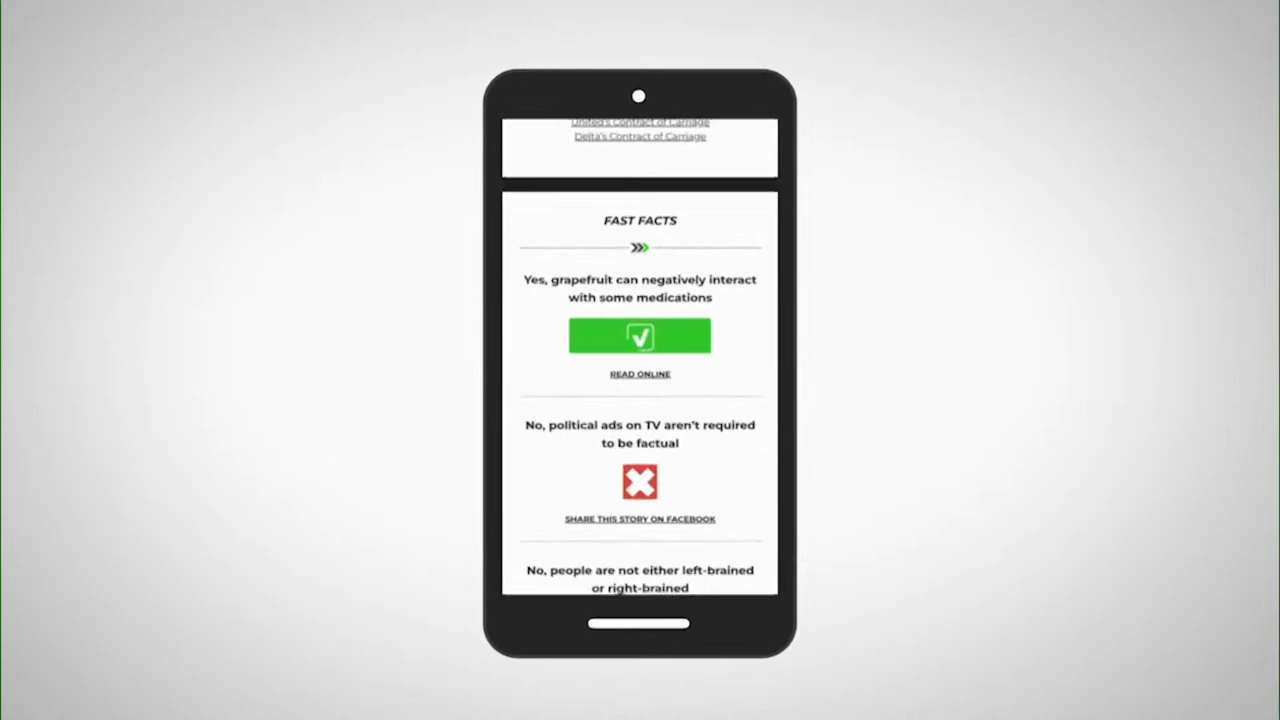 United's Contract of Carriage
Delta's Contract of Carriage
FAST FACTS
Yes, grapefruit can negatively interact
with some medications
READ ONLINE
No, political ads on TV aren't required
to be factual
SHARE THIS STORY ON FACEBOOK
No, people are not either left-brained
or right-brained